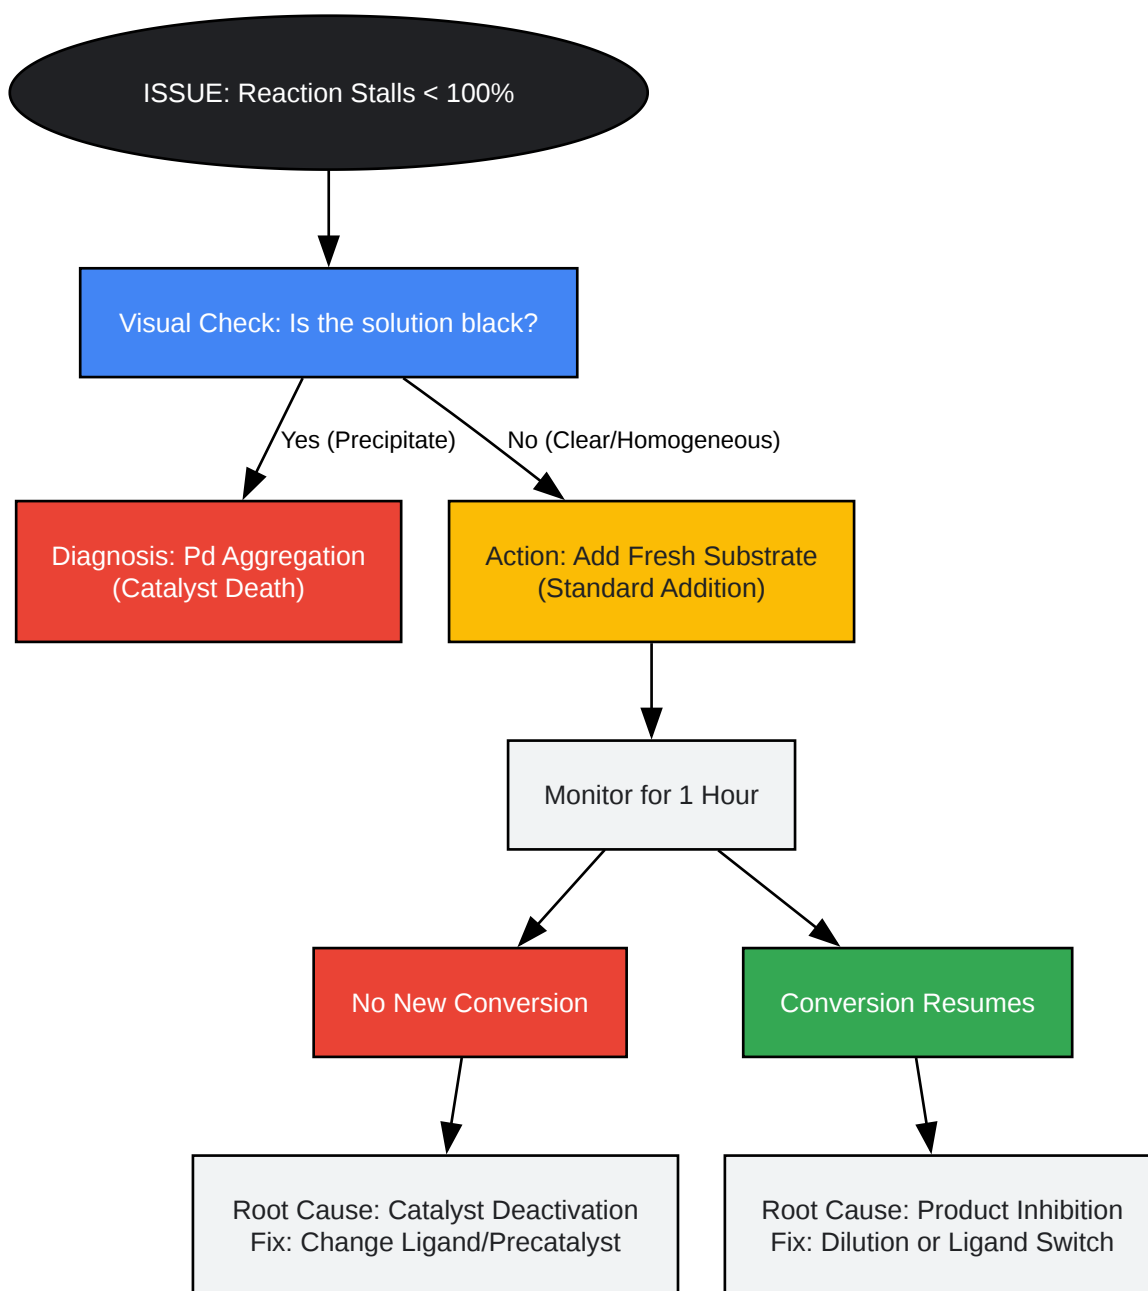 ISSUE: Reaction Stalls < 100%
Visual Check: Is the solution black?
Yes (Precipitate)
No (Clear/Homogeneous)
Diagnosis: Pd Aggregation
(Catalyst Death)
Action: Add Fresh Substrate
(Standard Addition)
Monitor for 1 Hour
No New Conversion
Conversion Resumes
Root Cause: Catalyst Deactivation
Fix: Change Ligand/Precatalyst
Root Cause: Product Inhibition
Fix: Dilution or Ligand Switch